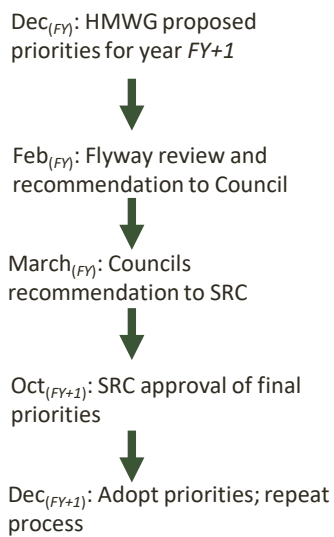 Dec(FY): HMWG proposed
priorities for year FY+1
Feb(FY): Flyway review and
recommendation to Council
March(FY): Councils
recommendation to SRC
Oct(FY+1): SRC approval of final
priorities
Dec(FY+1): Adopt priorities; repeat
process